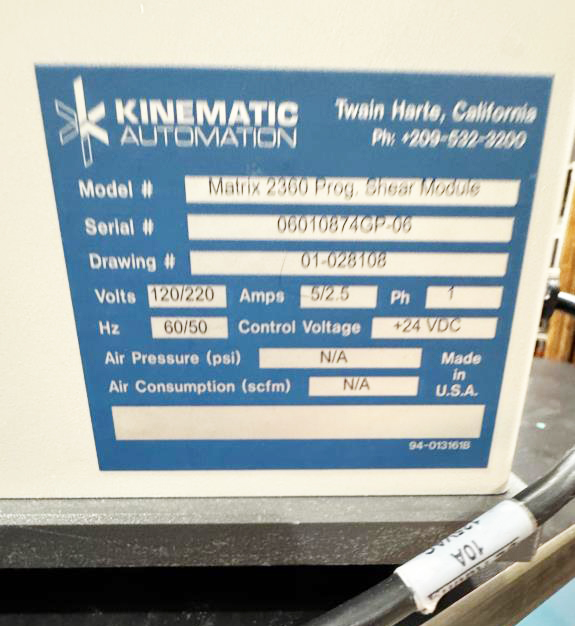 KINEMATIC
AUTOMATION
Twain Harte, California
Ph: +209-532-3200
Model # Matrix 2360 Prog. Shear Module
Serial # 06010874GP-06
Drawing # 01-028108
Volts 120/220 Amps 5/2.5 Ph 1
Hz 60/50 Control Voltage +24 VDC
Air Pressure (psi) N/A
Air Consumption (scfm) N/A
Made
in
U.S.A.
94-013161B
10A
125VAC